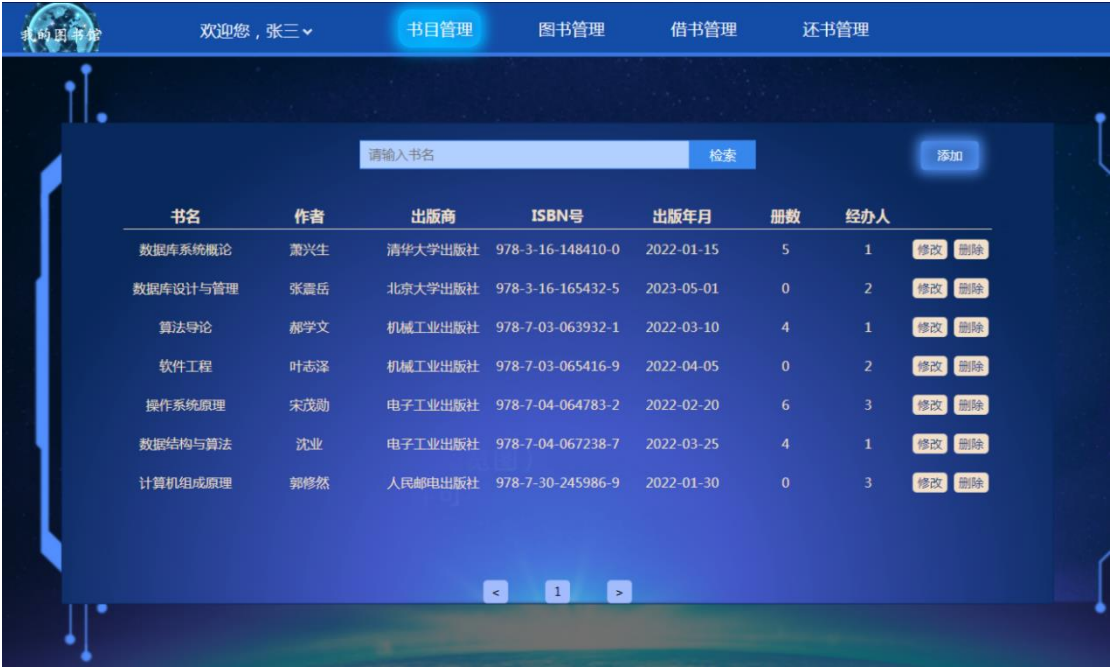 我的图书馆 欢迎您，张三 书目管理 图书管理 借书管理 还书管理
请输入书名 检索 添加
书名 作者 出版商 ISBN号 出版年月 册数 经办人
数据库系统概论 萧兴生 清华大学出版社 978-3-16-148410-0 2022-01-15 5 1 修改 删除
数据库设计与管理 张震岳 北京大学出版社 978-3-16-165432-5 2023-05-01 0 2 修改 删除
算法导论 郝学文 机械工业出版社 978-7-03-063932-1 2022-03-10 4 1 修改 删除
软件工程 叶志泽 机械工业出版社 978-7-03-065416-9 2022-04-05 0 2 修改 删除
操作系统原理 宋茂勋 电子工业出版社 978-7-04-064783-2 2022-02-20 6 3 修改 删除
数据结构与算法 沈业 电子工业出版社 978-7-04-067238-7 2022-03-25 4 1 修改 删除
计算机组成原理 郭修然 人民邮电出版社 978-7-30-245986-9 2022-01-30 0 3 修改 删除
< 1 >